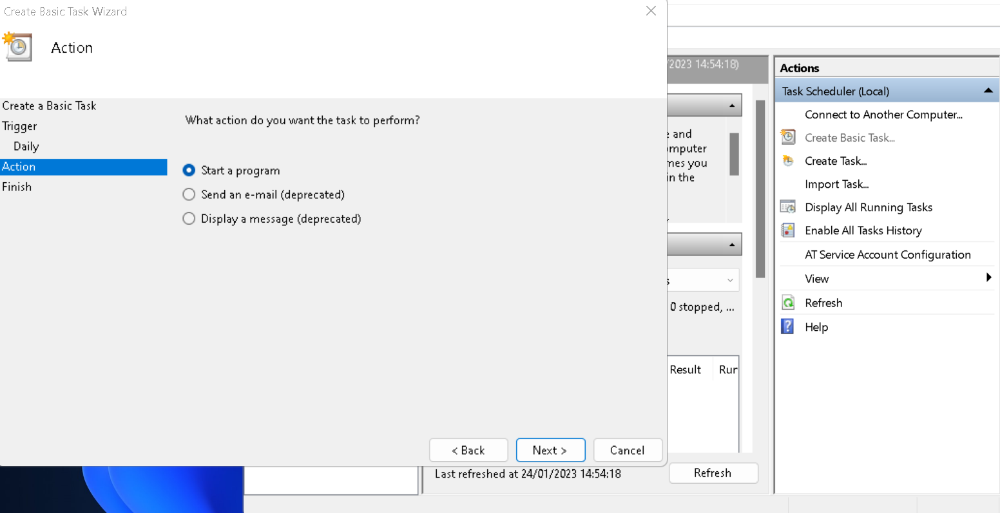 Create Basic Task Wizard
Action
Create a Basic Task
Trigger
Daily
Action
Finish
What action do you want the task to perform?
Start a program
Send an e-mail (deprecated)
Display a message (deprecated)
< Back
Next >
Cancel
/2023 14:54:18)
and
mputer
mes you
in the
0 stopped, ...
Result
Rur
Last refreshed at 24/01/2023 14:54:18
Refresh
Actions
Task Scheduler (Local)
Connect to Another Computer...
Create Basic Task...
Create Task...
Import Task...
Display All Running Tasks
Enable All Tasks History
AT Service Account Configuration
View
Refresh
Help